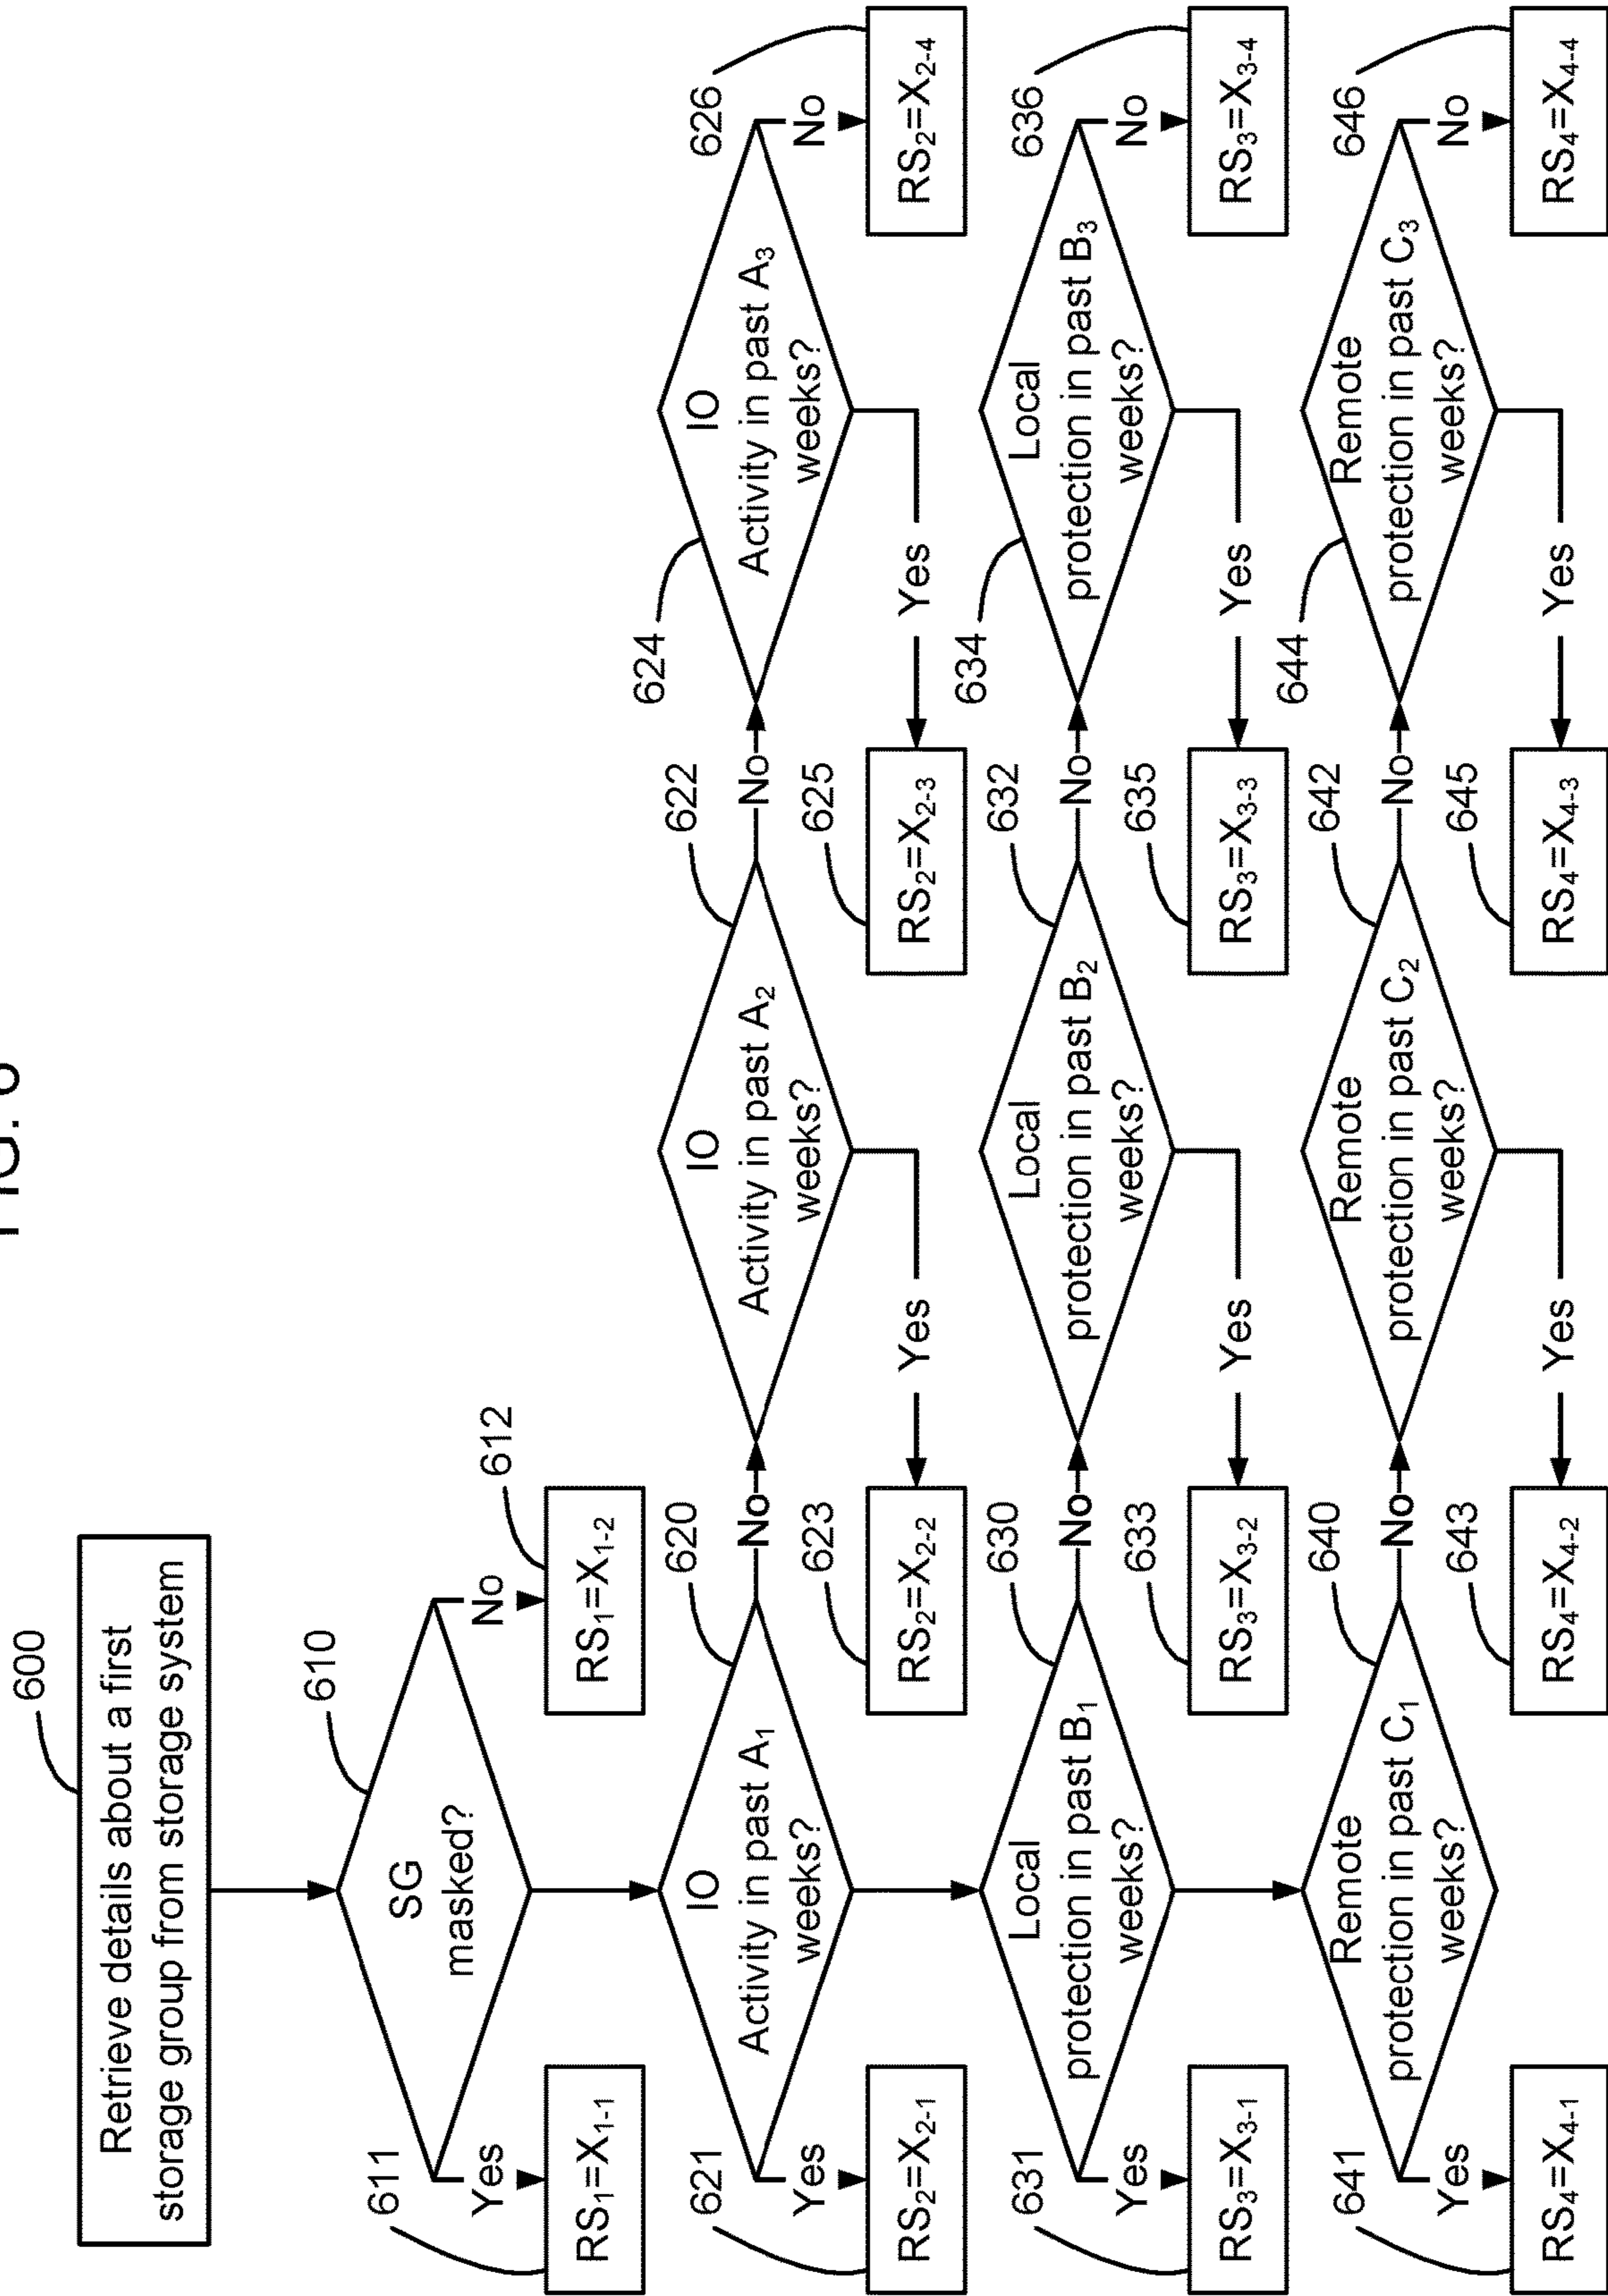 FIG. 6
600
Retrieve details about a first
storage group from storage system
610
SG
masked?
611
Yes
RS₁=X₁₋₁
No
612
RS₁=X₁₋₂
620
IO
Activity in past A₁
weeks?
621
Yes
RS₂=X₂₋₁
No
622
IO
Activity in past A₂
weeks?
623
Yes
RS₂=X₂₋₂
No
624
IO
Activity in past A₃
weeks?
625
Yes
RS₂=X₂₋₃
626
No
RS₂=X₂₋₄
630
Local
protection in past B₁
weeks?
631
Yes
RS₃=X₃₋₁
No
632
Local
protection in past B₂
weeks?
633
Yes
RS₃=X₃₋₂
No
634
Local
protection in past B₃
weeks?
635
Yes
RS₃=X₃₋₃
636
No
RS₃=X₃₋₄
640
Remote
protection in past C₁
weeks?
641
Yes
RS₄=X₄₋₁
No
642
Remote
protection in past C₂
weeks?
643
Yes
RS₄=X₄₋₂
No
644
Remote
protection in past C₃
weeks?
645
Yes
RS₄=X₄₋₃
646
No
RS₄=X₄₋₄